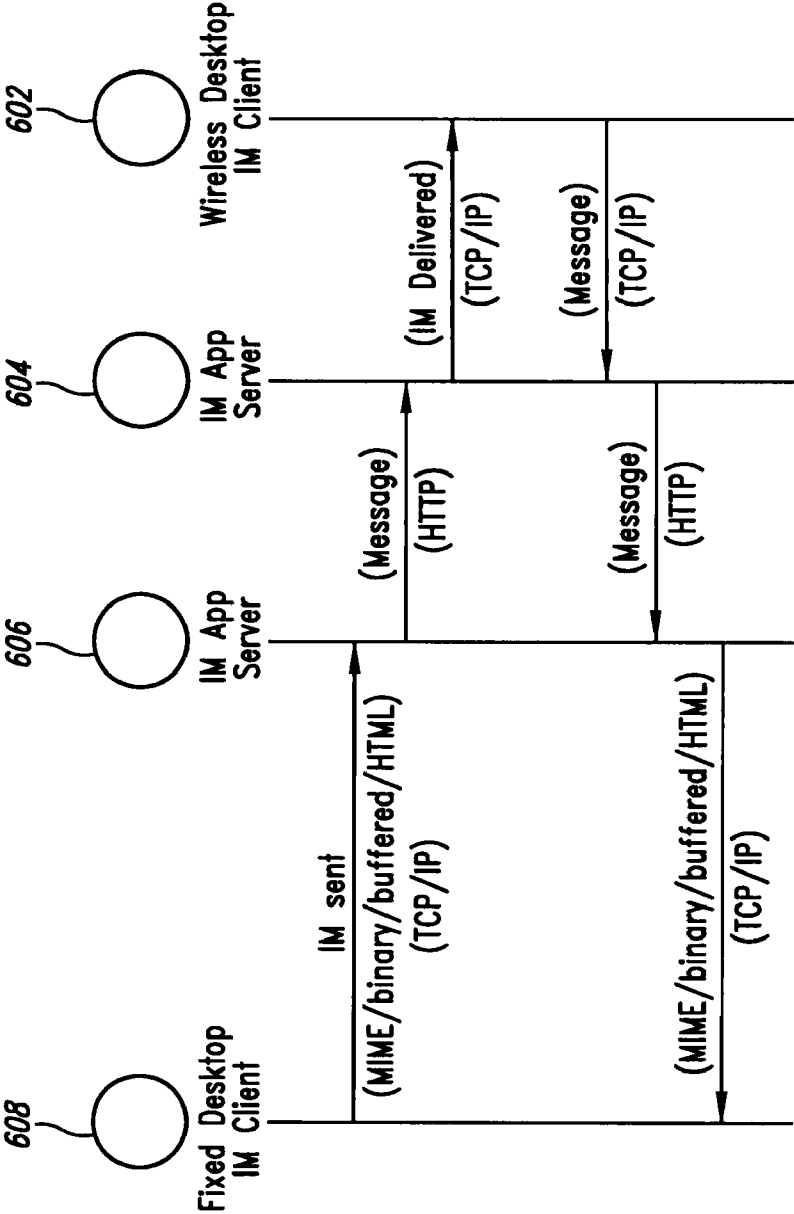 608
606
604
602
Fixed Desktop
IM Client
IM App
Server
IM App
Server
Wireless Desktop
IM Client
IM sent
(MIME/binary/buffered/HTML)
(TCP/IP)
(Message)
(HTTP)
(IM Delivered)
(TCP/IP)
(Message)
(TCP/IP)
(Message)
(HTTP)
(MIME/binary/buffered/HTML)
(TCP/IP)